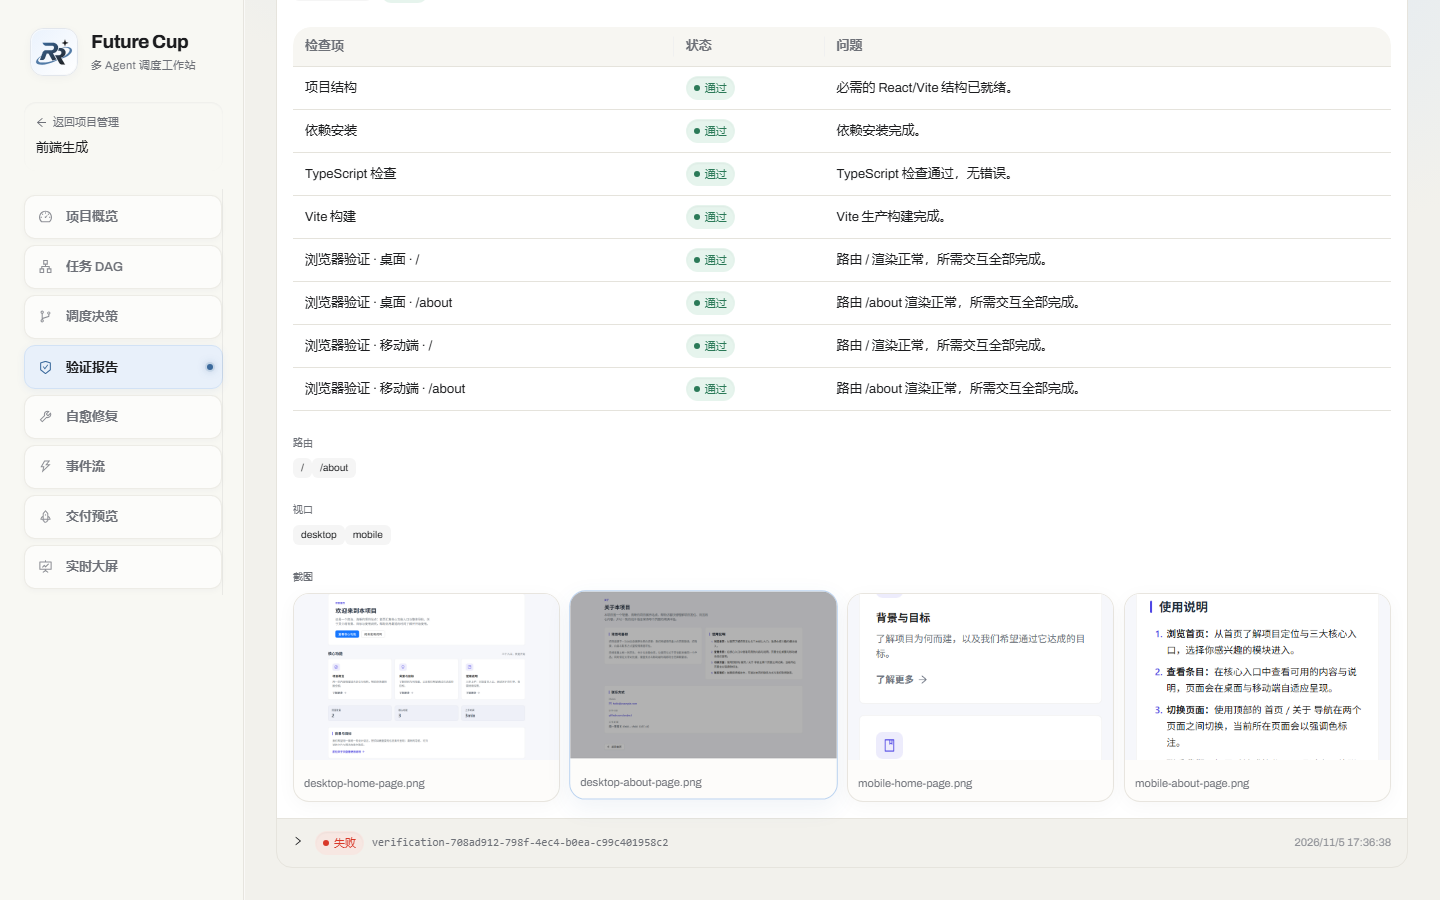 Future Cup
多 Agent 调度工作站
返回项目管理
前端生成
项目概览
任务 DAG
调度决策
验证报告
自愈修复
事件流
交付预览
实时大屏
检查项 状态 问题
项目结构 通过 必需的 React/Vite 结构已就绪。
依赖安装 通过 依赖安装完成。
TypeScript 检查 通过 TypeScript 检查通过，无错误。
Vite 构建 通过 Vite 生产构建完成。
浏览器验证 · 桌面 · / 通过 路由 / 渲染正常，所需交互全部完成。
浏览器验证 · 桌面 · /about 通过 路由 /about 渲染正常，所需交互全部完成。
浏览器验证 · 移动端 · / 通过 路由 / 渲染正常，所需交互全部完成。
浏览器验证 · 移动端 · /about 通过 路由 /about 渲染正常，所需交互全部完成。
路由
/ /about
视口
desktop mobile
截图
欢迎来到本项目
desktop-home-page.png
关于本项目
desktop-about-page.png
背景与目标
了解项目为何而建，以及我们希望通过它达成的目
标。
了解更多 →
mobile-home-page.png
使用说明
1. 浏览首页：从首页了解项目定位与三大核心入
口，选择你感兴趣的模块进入。
2. 查看条目：在核心入口中查看可用的内容与说
明，页面会在桌面与移动端自适应呈现。
3. 切换页面：使用顶部的 首页 / 关于 导航在两个
页面之间切换，当前所在页面会以强调色标
注。
mobile-about-page.png
失败 verification-708ad912-798f-4ec4-b0ea-c99c401958c2 2026/11/5 17:36:38